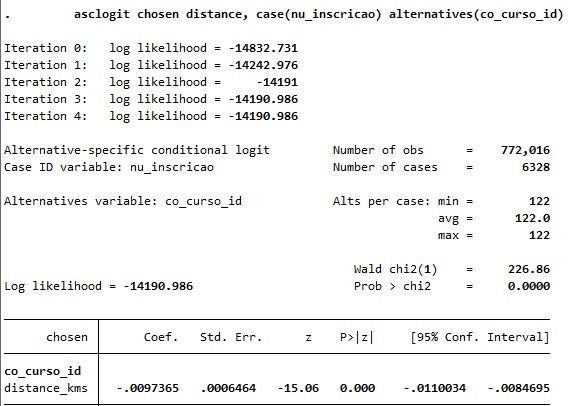 . asclogit chosen distance, case(nu_inscricao) alternatives(co_curso_id)
Iteration 0: log likelihood = -14832.731
Iteration 1: log likelihood = -14242.976
Iteration 2: log likelihood = -14191
Iteration 3: log likelihood = -14190.986
Iteration 4: log likelihood = -14190.986
Alternative-specific conditional logit Number of obs = 772,016
Case ID variable: nu_inscricao Number of cases = 6328
Alternatives variable: co_curso_id Alts per case: min = 122
avg = 122.0
max = 122
Wald chi2(1) = 226.86
Log likelihood = -14190.986 Prob > chi2 = 0.0000
chosen Coef. Std. Err. z P>|z| [95% Conf. Interval]
co_curso_id
distance_kms -.0097365 .0006464 -15.06 0.000 -.0110034 -.0084695